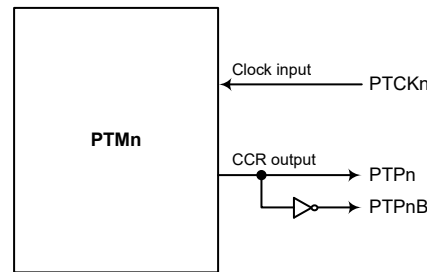 Clock input
PTCKn
PTMn
CCR output
PTPn
PTPnB